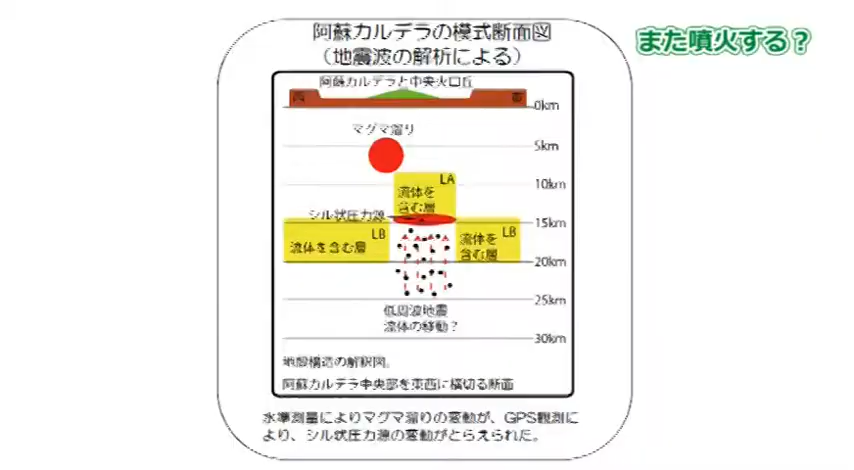 阿蘇カルデラの模式断面図
（地震波の解析による）
また噴火する？
阿蘇カルデラと中央火口丘
西
東
0km
マグマ溜り
5km
10km
LA
流体を
含む層
シル状圧力源
15km
LB
流体を含む層
LB
流体を
含む層
20km
25km
低周波地震
流体の移動？
30km
地殻構造の解釈図。
阿蘇カルデラ中央部を東西に横切る断面
水準測量によりマグマ溜りの変動が、GPS観測に
より、シル状圧力源の変動がとらえられた。